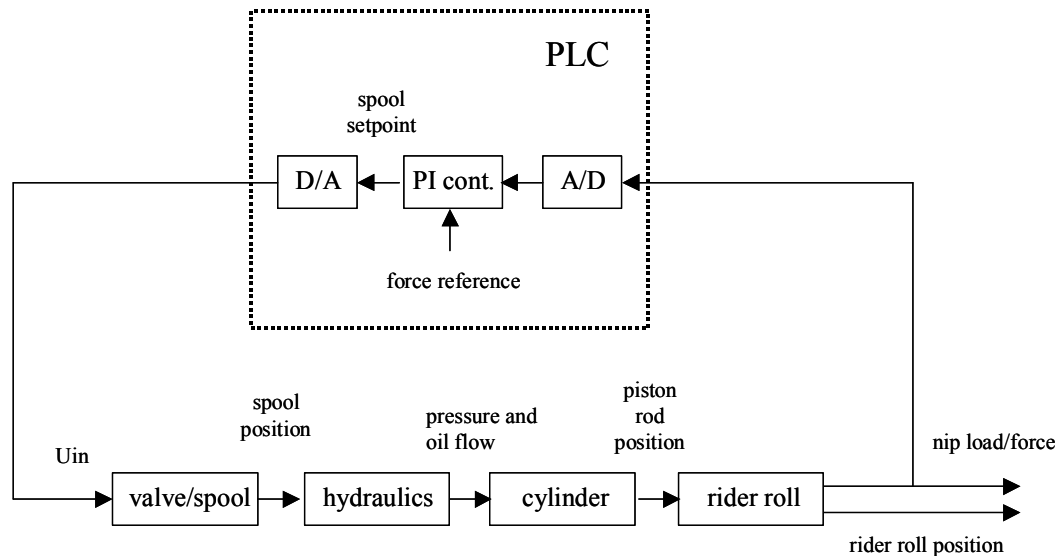 PLC
spool
setpoint
D/A
PI cont.
A/D
force reference
spool
position
pressure and
oil flow
piston
rod
position
nip load/force
Uin
valve/spool
hydraulics
cylinder
rider roll
rider roll position